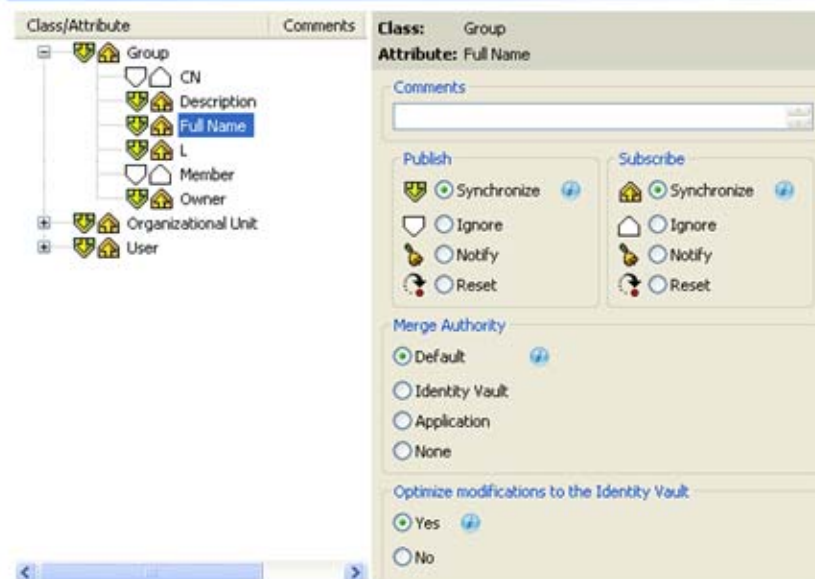 Class/Attribute Comments
Group
CN
Description
Full Name
L
Member
Owner
Organizational Unit
User
Class: Group
Attribute: Full Name
Comments
Publish
Synchronize
Ignore
Notify
Reset
Subscribe
Synchronize
Ignore
Notify
Reset
Merge Authority
Default
Identity Vault
Application
None
Optimize modifications to the Identity Vault
Yes
No